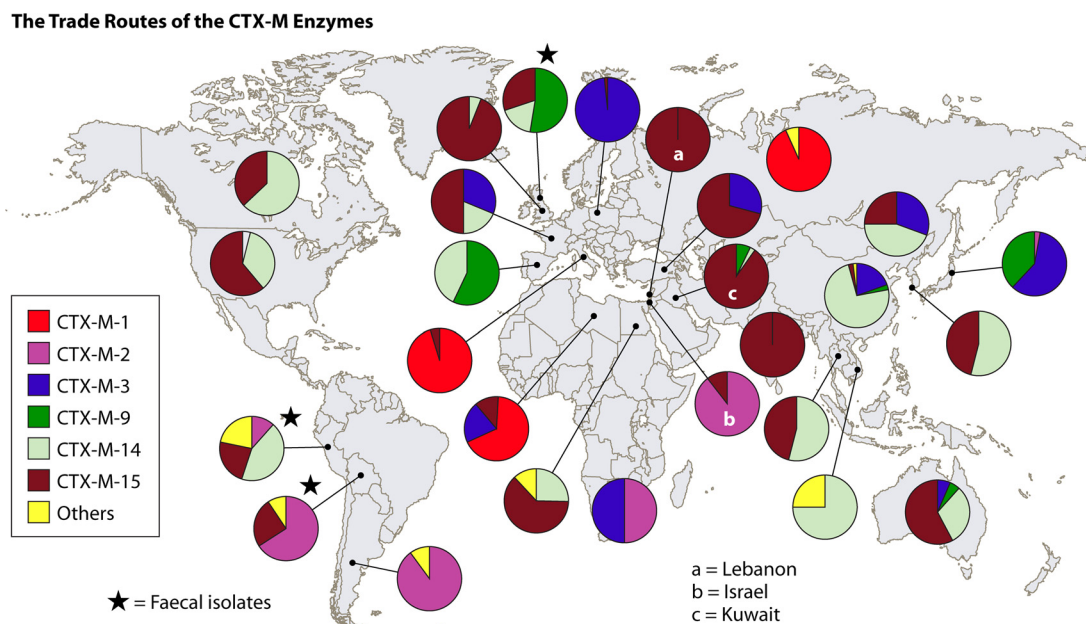 The Trade Routes of the CTX-M Enzymes
a
c
b
CTX-M-1
CTX-M-2
CTX-M-3
CTX-M-9
CTX-M-14
CTX-M-15
Others
★ = Faecal isolates
a = Lebanon
b = Israel
c = Kuwait